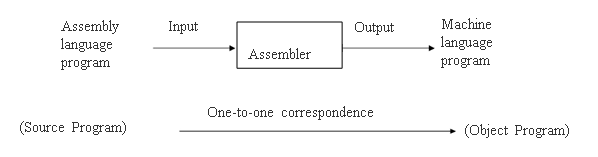 Assembly
language
program
Input
Assembler
Output
Machine
language
program
One-to-one correspondence
(Source Program)
(Object Program)